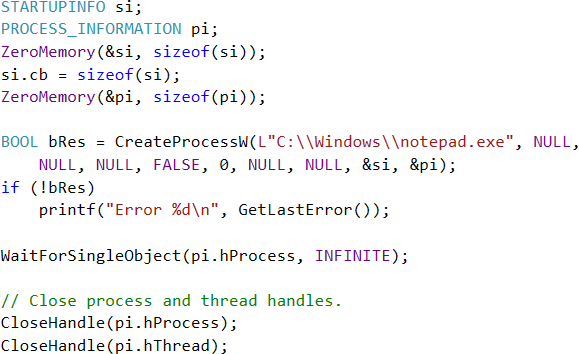 STARTUPINFO si;
PROCESS_INFORMATION pi;
ZeroMemory(&si, sizeof(si));
si.cb = sizeof(si);
ZeroMemory(&pi, sizeof(pi));

BOOL bRes = CreateProcessW(L"C:\\Windows\\notepad.exe", NULL,
    NULL, NULL, FALSE, 0, NULL, NULL, &si, &pi);
if (!bRes)
    printf("Error %d\n", GetLastError());

WaitForSingleObject(pi.hProcess, INFINITE);

// Close process and thread handles.
CloseHandle(pi.hProcess);
CloseHandle(pi.hThread);